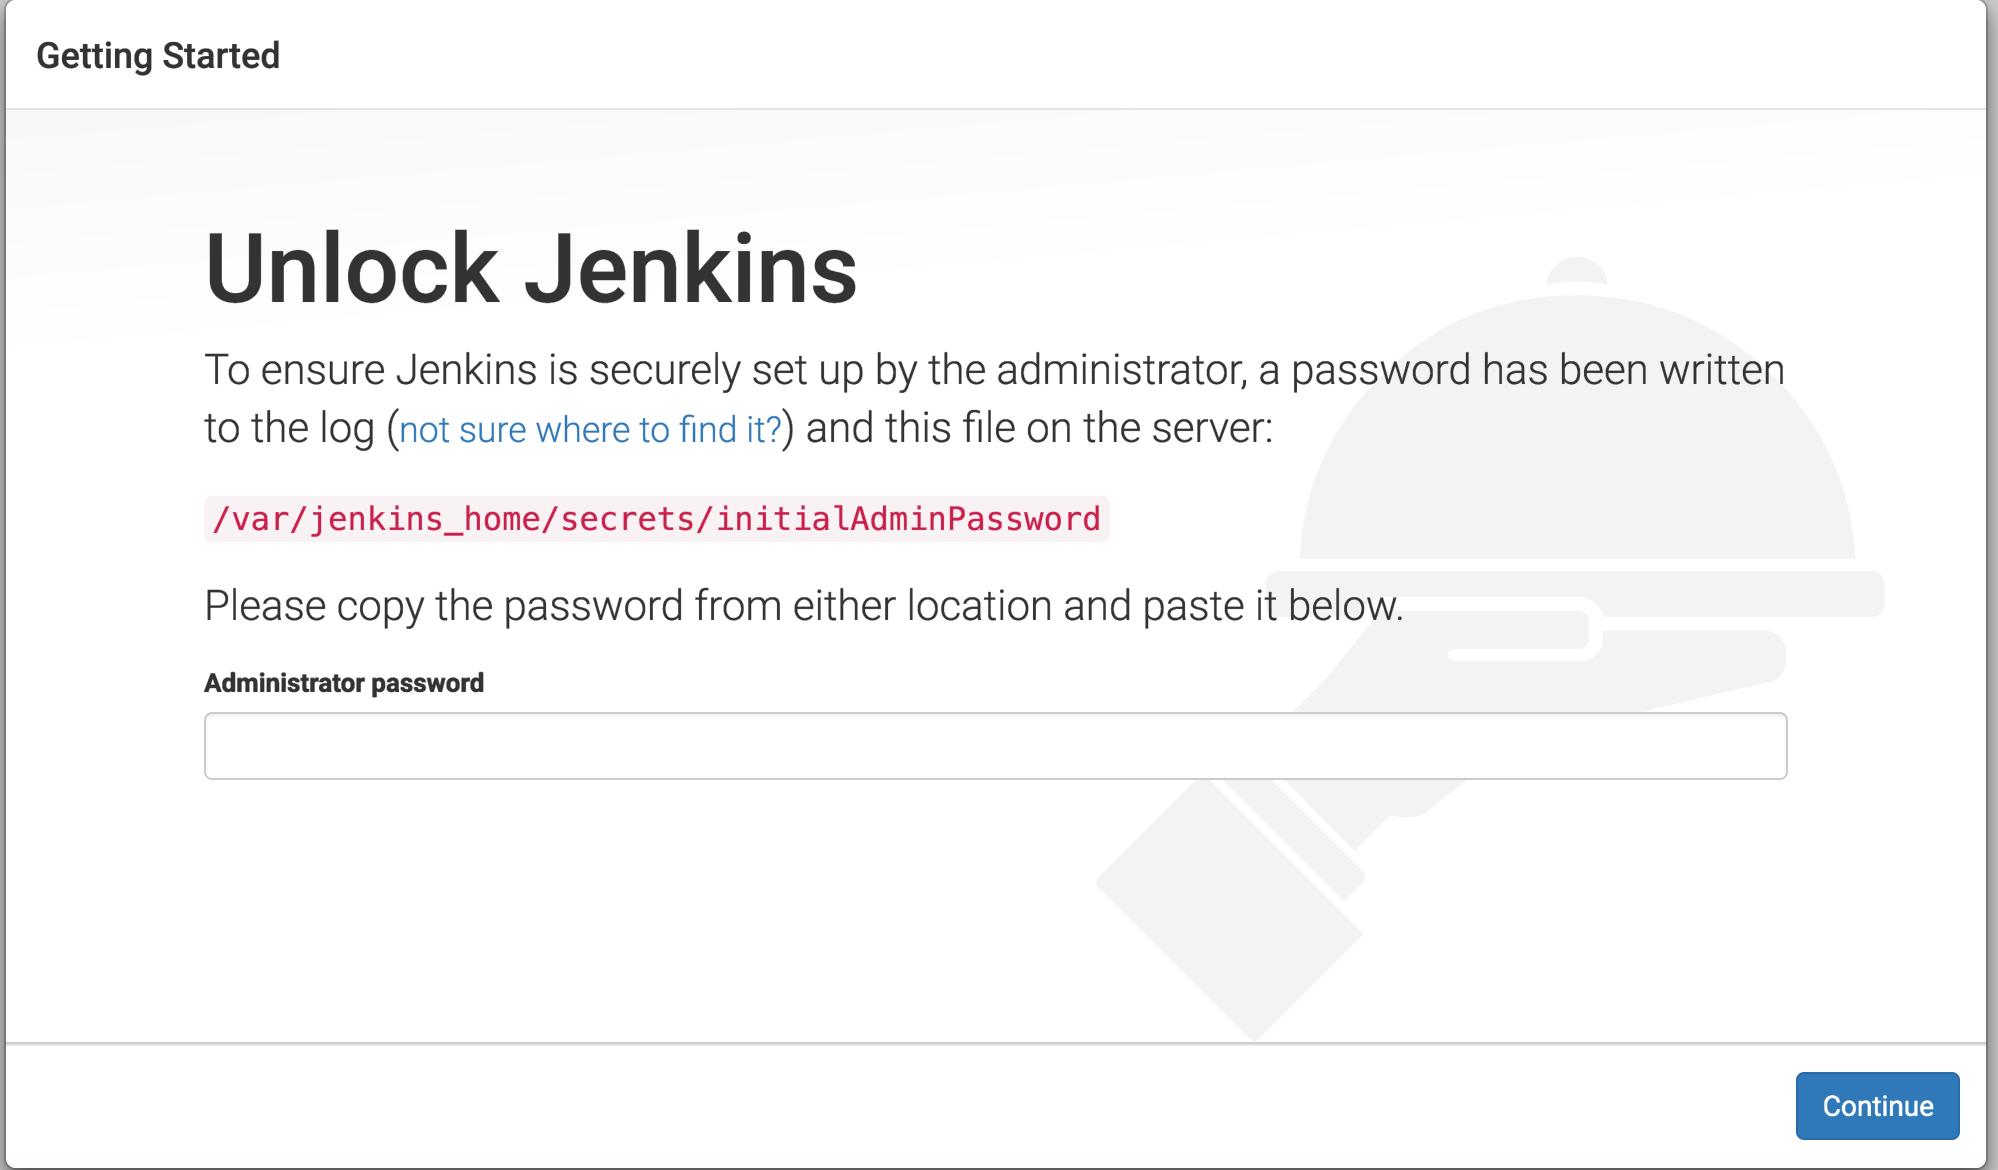 Getting Started
Unlock Jenkins
To ensure Jenkins is securely set up by the administrator, a password has been written
to the log (not sure where to find it?) and this file on the server:
/var/jenkins_home/secrets/initialAdminPassword
Please copy the password from either location and paste it below.
Administrator password
Continue